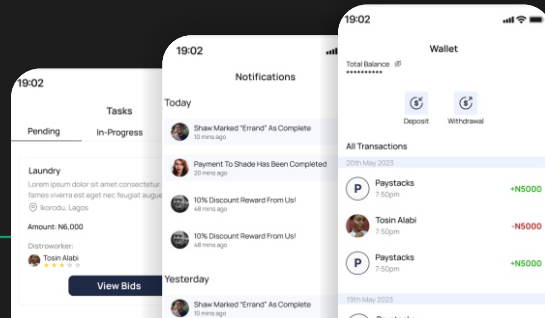 19:02
Tasks
Pending
In-Progress
Laundry
Lorem ipsum dolor sit amet consectetur.
fames viverra est eget nec feugiat augue
Ikorodu, Lagos
Amount: N6,000
Distroworker:
Tosin Alabi
View Bids
19:02
Notifications
Today
Shaw Marked "Errand" As Complete
10 mins ago
Payment To Shade Has Been Completed
20 mins ago
10% Discount Reward From Us!
48 mins ago
10% Discount Reward From Us!
48 mins ago
Yesterday
Shaw Marked "Errand" As Complete
10 mins ago
19:02
Wallet
Total Balance
**********
Deposit
Withdrawal
All Transactions
20th May 2023
P
Paystacks
7:50pm
+N5000
Tosin Alabi
7:50pm
-N5000
P
Paystacks
7:50pm
+N5000
19th May 2023